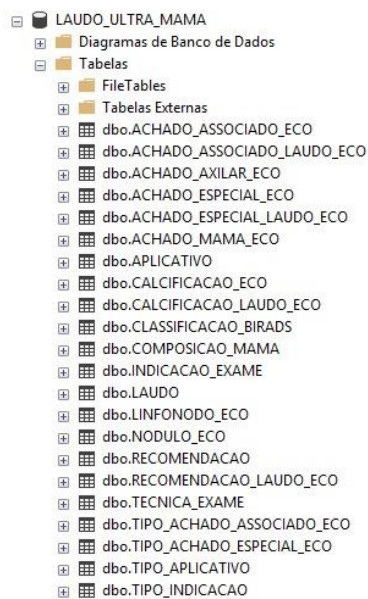 LAUDO_ULTRA_MAMA
Diagramas de Banco de Dados
Tabelas
FileTables
Tabelas Externas
dbo.ACHADO_ASSOCIADO_ECO
dbo.ACHADO_ASSOCIADO_LAUDO_ECO
dbo.ACHADO_AXILAR_ECO
dbo.ACHADO_ESPECIAL_ECO
dbo.ACHADO_ESPECIAL_LAUDO_ECO
dbo.ACHADO_MAMA_ECO
dbo.APLICATIVO
dbo.CALCIFICACAO_ECO
dbo.CALCIFICACAO_LAUDO_ECO
dbo.CLASSIFICACAO_BIRADS
dbo.COMPOSICAO_MAMA
dbo.INDICACAO_EXAME
dbo.LAUDO
dbo.LINFONODO_ECO
dbo.NODULO_ECO
dbo.RECOMENDACAO
dbo.RECOMENDACAO_LAUDO_ECO
dbo.TECNICA_EXAME
dbo.TIPO_ACHADO_ASSOCIADO_ECO
dbo.TIPO_ACHADO_ESPECIAL_ECO
dbo.TIPO_APLICATIVO
dbo.TIPO_INDICACAO